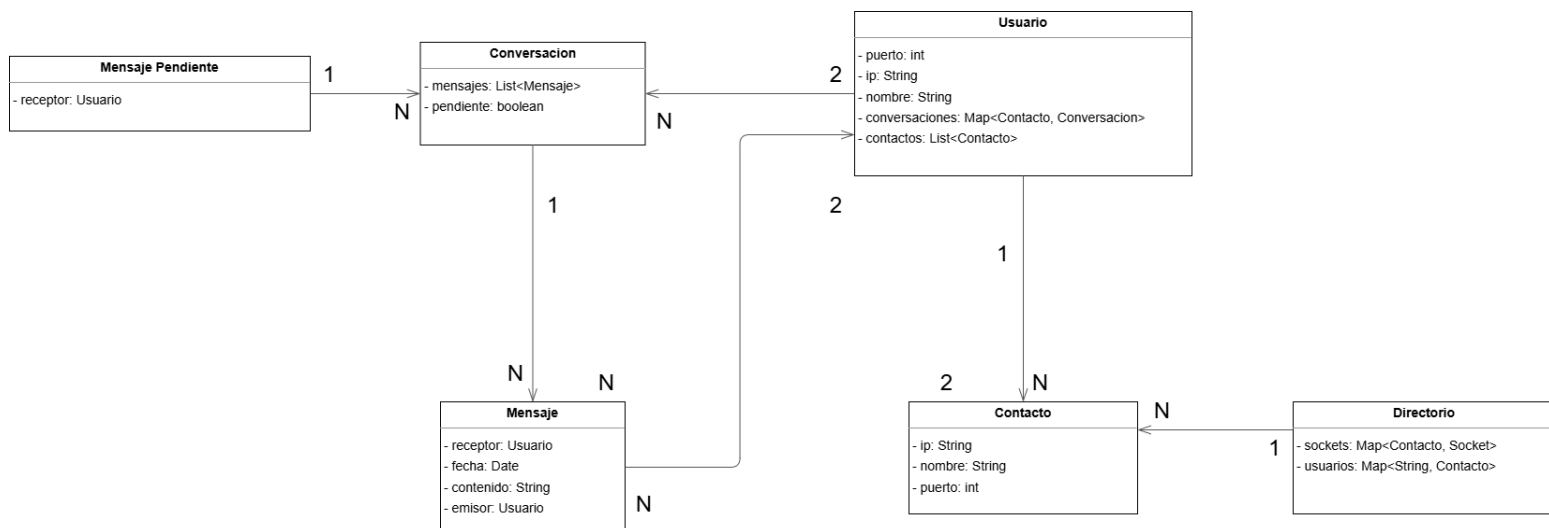 Usuario
- puerto: int
- ip: String
- nombre: String
- conversaciones: Map<Contacto, Conversacion>
- contactos: List<Contacto>
Conversacion
- mensajes: List<Mensaje>
- pendiente: boolean
Mensaje Pendiente
- receptor: Usuario
1
N
2
N
1
2
1
N
N
2
N
Mensaje
- receptor: Usuario
- fecha: Date
- contenido: String
- emisor: Usuario
N
Contacto
- ip: String
- nombre: String
- puerto: int
N
1
Directorio
- sockets: Map<Contacto, Socket>
- usuarios: Map<String, Contacto>